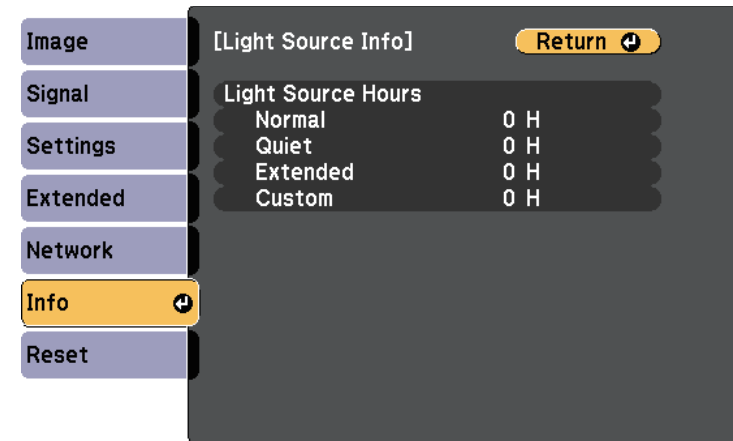 Image
Signal
Settings
Extended
Network
Info
Reset
[Light Source Info]
Return
Light Source Hours
Normal 0 H
Quiet 0 H
Extended 0 H
Custom 0 H